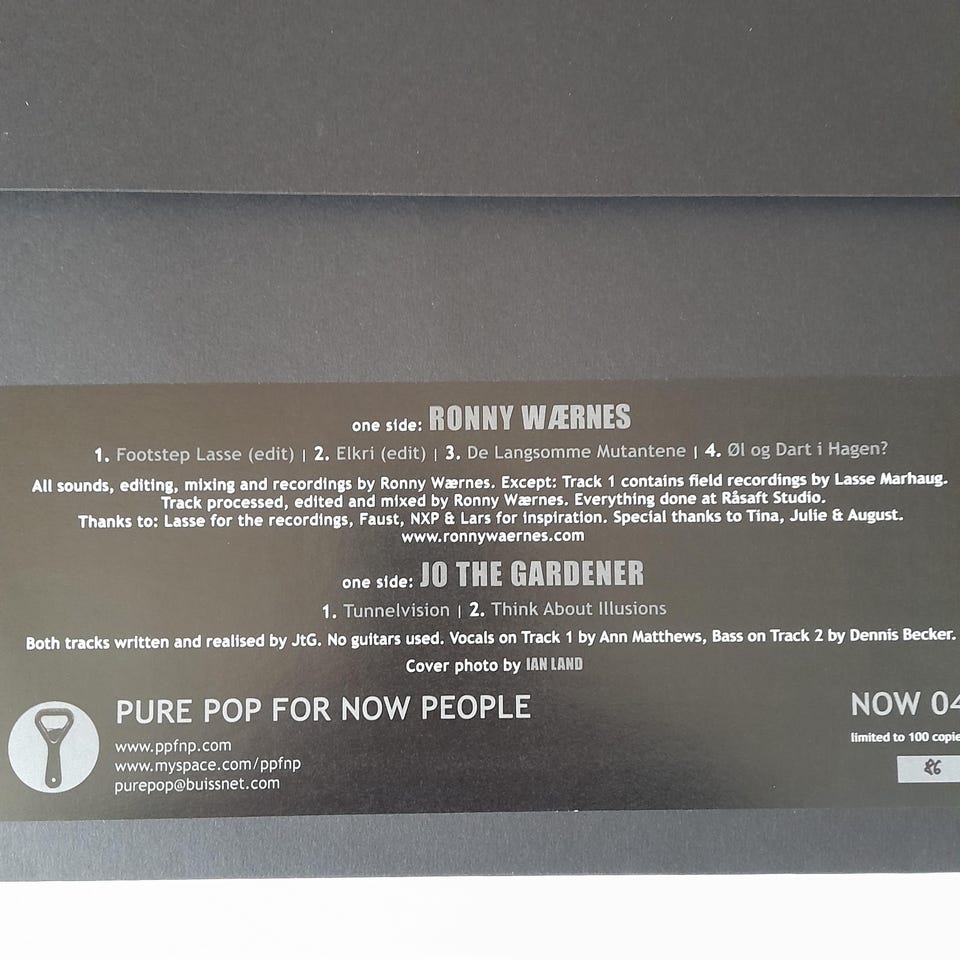 one side: RONNY WÆRNES
1. Footstep Lasse (edit) | 2. Elkri (edit) | 3. De Langsomme Mutantene | 4. Øl og Dart i Hagen?
All sounds, editing, mixing and recordings by Ronny Wærnes. Except: Track 1 contains field recordings by Lasse Marhaug.
Track processed, edited and mixed by Ronny Wærnes. Everything done at Råsaft Studio.
Thanks to: Lasse for the recordings, Faust, NXP & Lars for inspiration. Special thanks to Tina, Julie & August.
www.ronnywaernes.com
one side: JO THE GARDENER
1. Tunnelvision | 2. Think About Illusions
Both tracks written and realised by JtG. No guitars used. Vocals on Track 1 by Ann Matthews, Bass on Track 2 by Dennis Becker.
Cover photo by IAN LAND
PURE POP FOR NOW PEOPLE
www.ppfnp.com
www.myspace.com/ppfnp
purepop@buissnet.com
NOW 04
limited to 100 copie
86